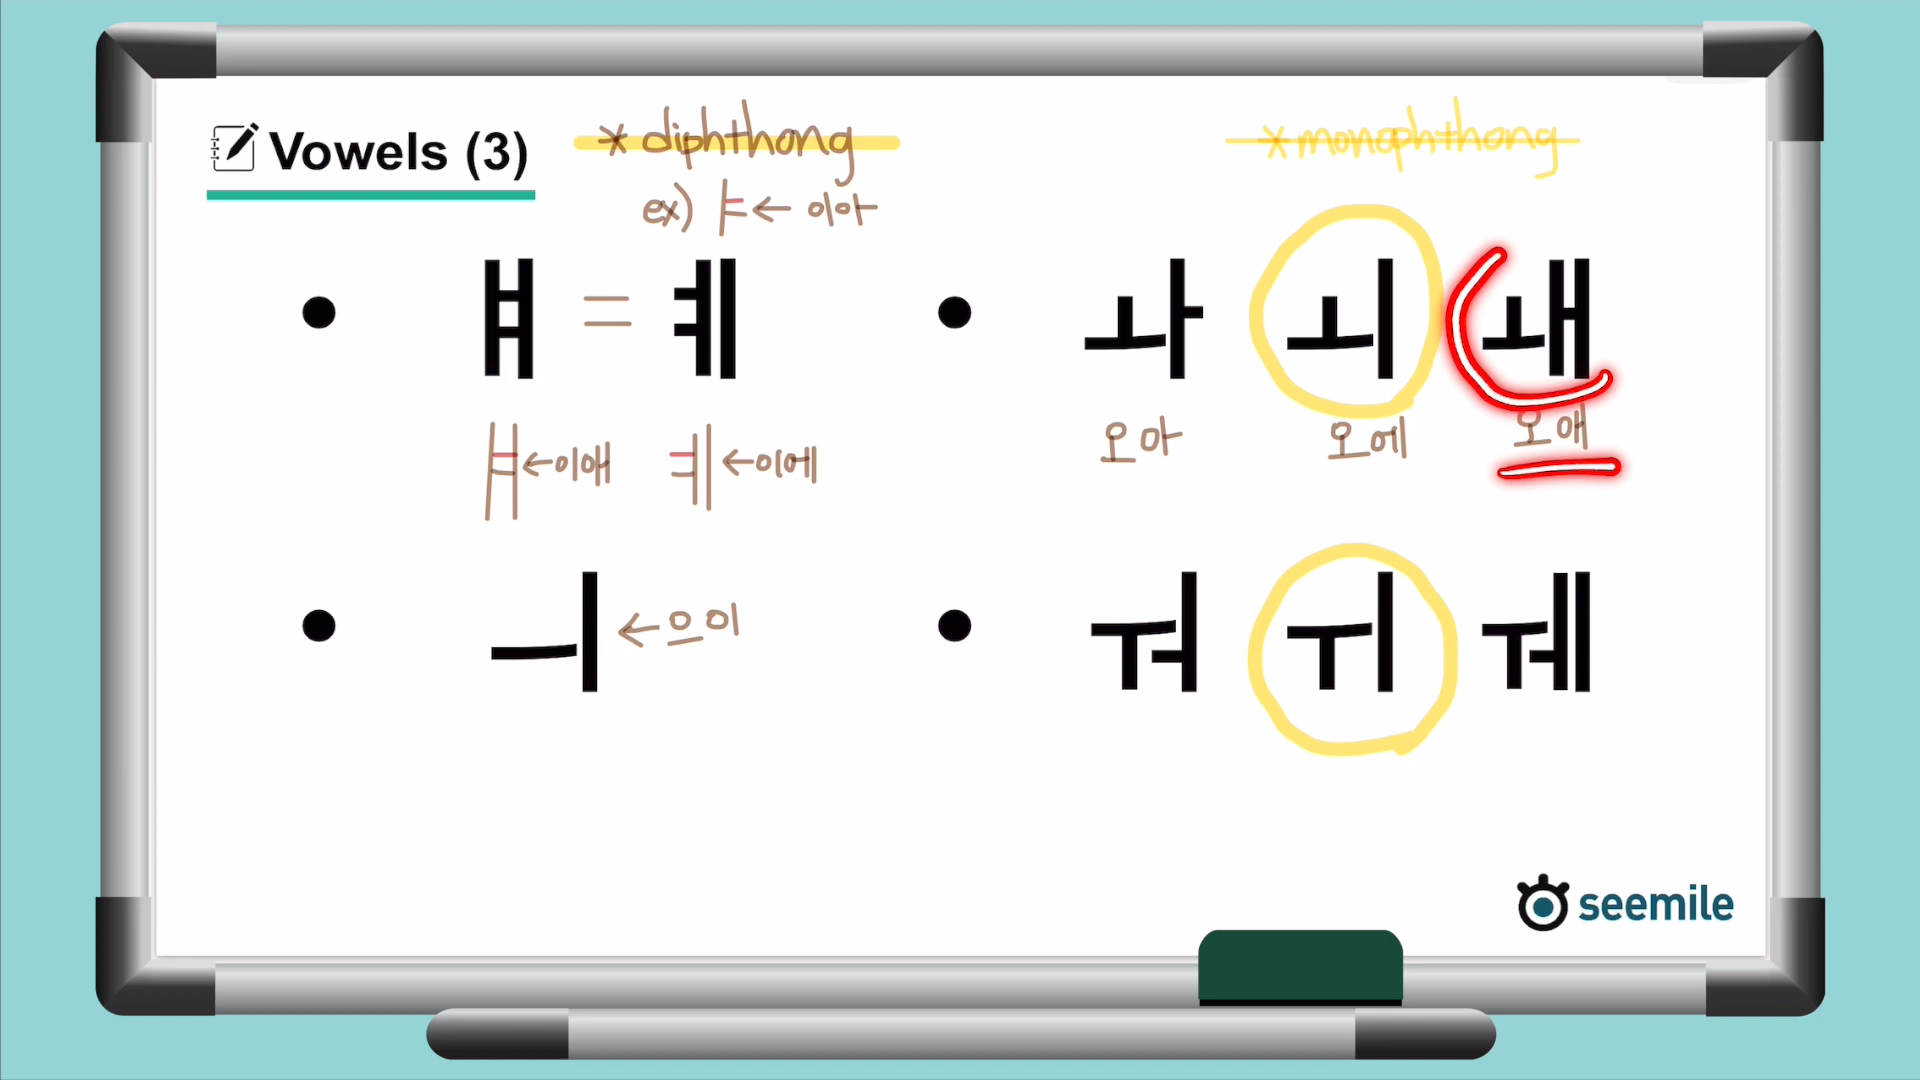 Vowels (3) * diphthong * monophthong
ex) ㅑ ← 이아
ㅒ = ㅖ
ㅘ ㅚ ㅙ
오아 오에 오애
ㅒ ← 이애 ㅖ ← 이에
ㅢ ← 으이
ㅝ ㅟ ㅞ
seemile